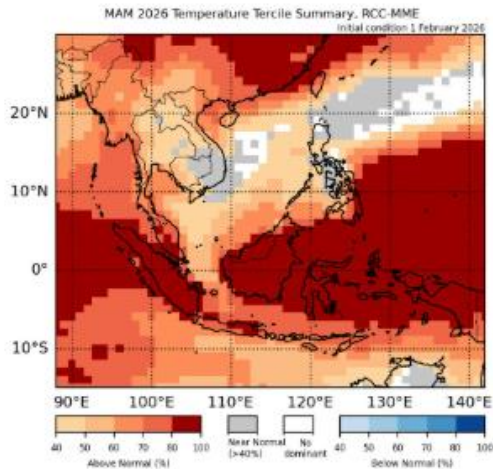 MAM 2026 Temperature Tercile Summary, RCC-MME
Initial condition 1 February 2026
20°N
10°N
0°
10°S
90°E 100°E 110°E 120°E 130°E 140°E
40 50 60 80 100
Above Normal (%)
Near Normal
(>40%)
No
dominant
40 50 60 80 100
Below Normal (%)